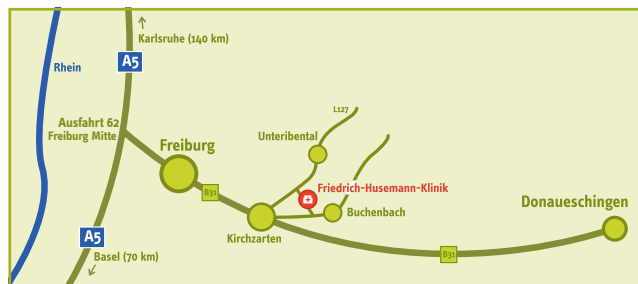 Karlsruhe (140 km)
A5
Rhein
L127
Ausfahrt 62
Freiburg Mitte
Unteribental
Freiburg
Friedrich-Husemann-Klinik
B31
Donaueschingen
Buchenbach
Kirchzarten
A5
Basel (70 km)
B31